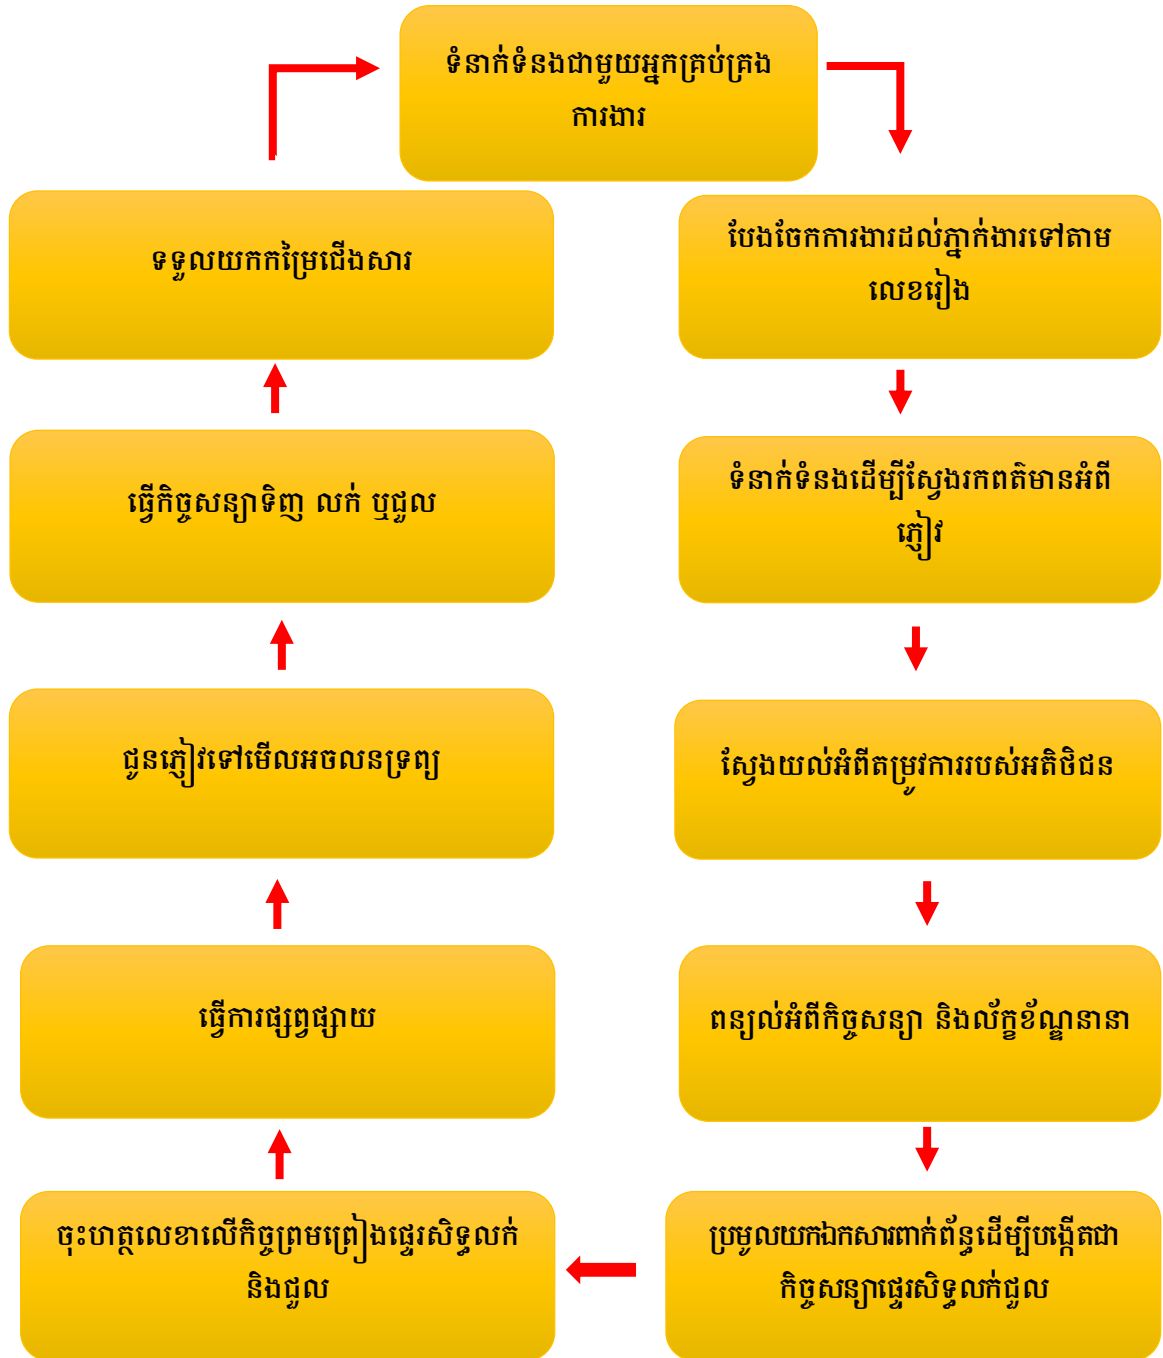 ទំនាក់ទំនងជាមួយអ្នកគ្រប់គ្រង
ការងារ
បែងចែកការងារដល់ភ្នាក់ងារទៅតាម
លេខរៀង
ទំនាក់ទំនងដើម្បីស្វែងរកពត៌មានអំពី
ភ្ញៀវ
ស្វែងយល់អំពីតម្រូវការរបស់អតិថិជន
ពន្យល់អំពីកិច្ចសន្យា និងល័ក្ខខ័ណ្ឌនានា
ប្រមូលយកឯកសារពាក់ព័ន្ធដើម្បីបង្កើតជា
កិច្ចសន្យាផ្ទេរសិទ្ធលក់ជួល
ចុះហត្ថលេខាលើកិច្ចព្រមព្រៀងផ្ទេរសិទ្ធលក់
និងជួល
ធ្វើការផ្សព្វផ្សាយ
ជូនភ្ញៀវទៅមើលអចលនទ្រព្យ
ធ្វើកិច្ចសន្យាទិញ លក់ ឬជួល
ទទួលយកកម្រៃជើងសារ